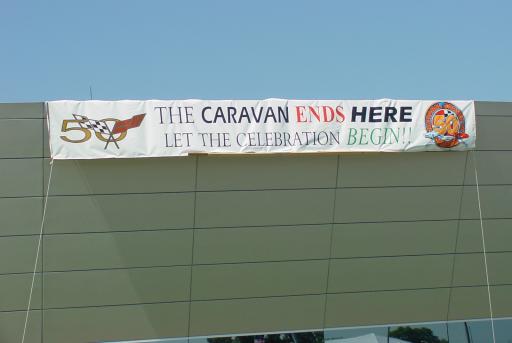 50
THE CARAVAN ENDS HERE
LET THE CELEBRATION BEGIN!!
50